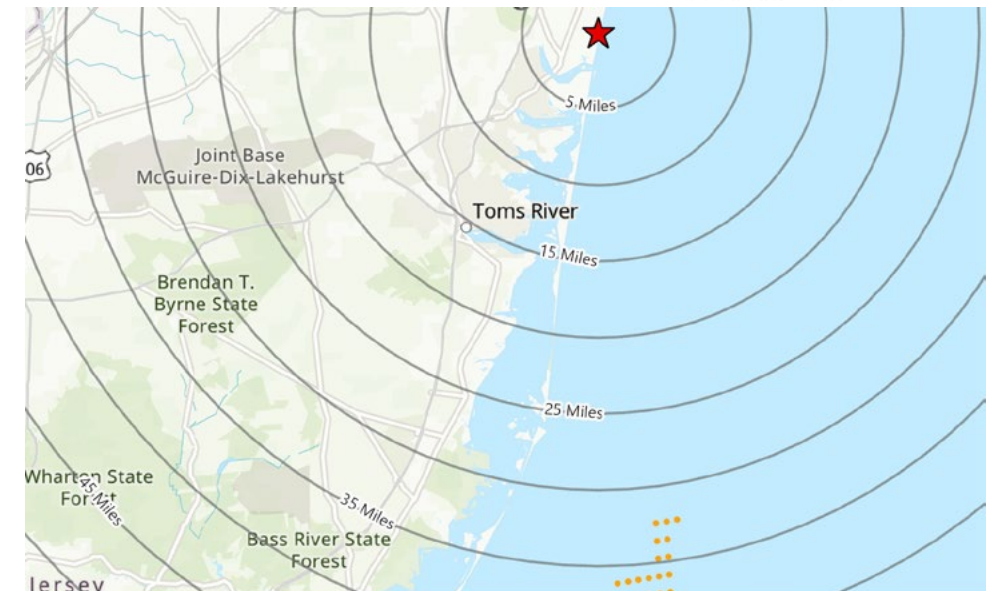 5 Miles
Joint Base
McGuire-Dix-Lakehurst
06
Toms River
15 Miles
Brendan T.
Byrne State
Forest
25 Miles
Wharton State
Forest
45 Miles
35 Miles
Bass River State
Forest
Jersey